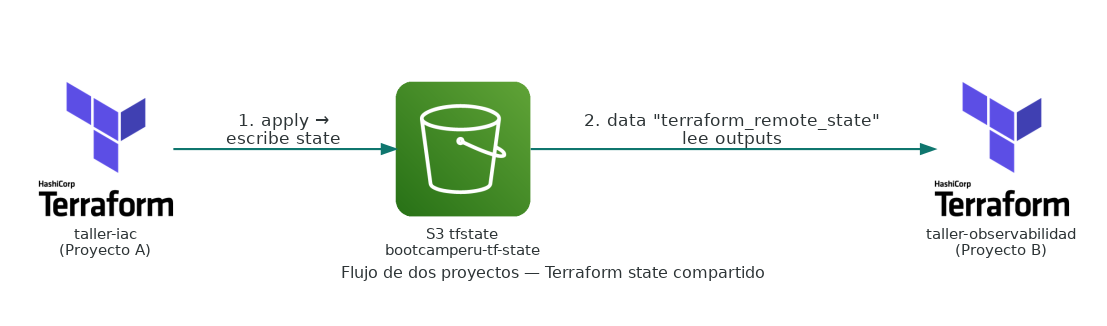 1. apply →
escribe state
2. data "terraform_remote_state"
lee outputs
HashiCorp
Terraform
taller-iac
(Proyecto A)
S3 tfstate
bootcamperu-tf-state
HashiCorp
Terraform
taller-observabilidad
(Proyecto B)
Flujo de dos proyectos — Terraform state compartido